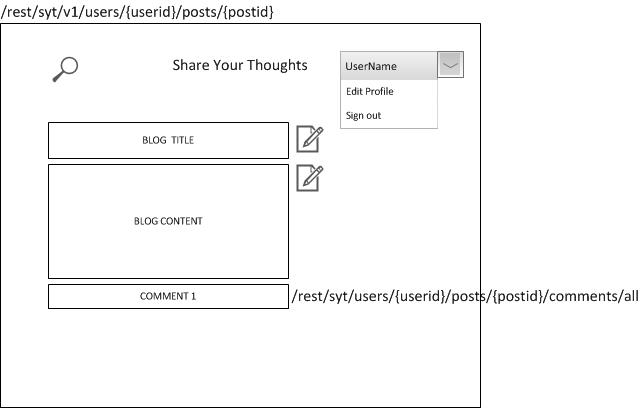 /rest/syt/v1/users/{userid}/posts/{postid}
Share Your Thoughts
UserName
Edit Profile
Sign out
BLOG TITLE
BLOG CONTENT
COMMENT 1
/rest/syt/users/{userid}/posts/{postid}/comments/all